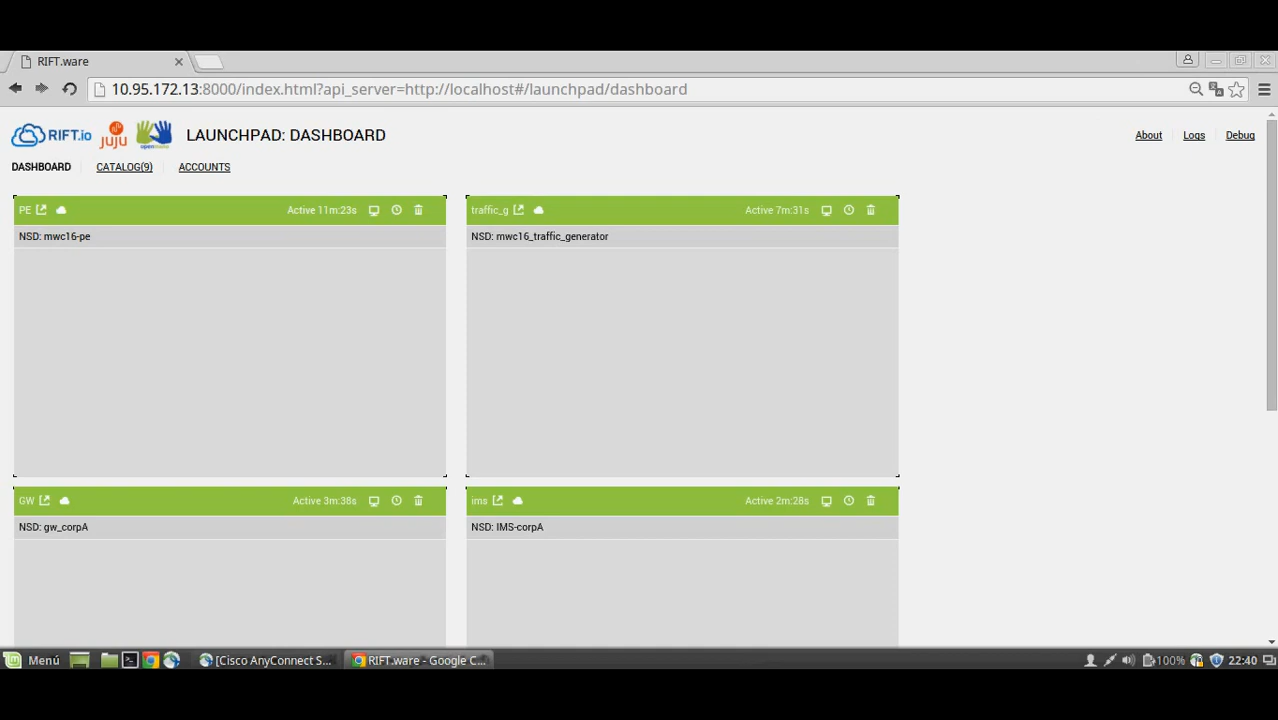 RIFT.ware
10.95.172.13:8000/index.html?api_server=http://localhost#/launchpad/dashboard
RIFT.io juju LAUNCHPAD: DASHBOARD About Logs Debug
DASHBOARD CATALOG(9) ACCOUNTS
PE Active 11m:23s
NSD: mwc16-pe
traffic_g Active 7m:31s
NSD: mwc16_traffic_generator
GW Active 3m:38s
NSD: gw_corpA
ims Active 2m:28s
NSD: IMS-corpA
Menú [Cisco AnyConnect S... RIFT.ware - Google C... 100% 22:40